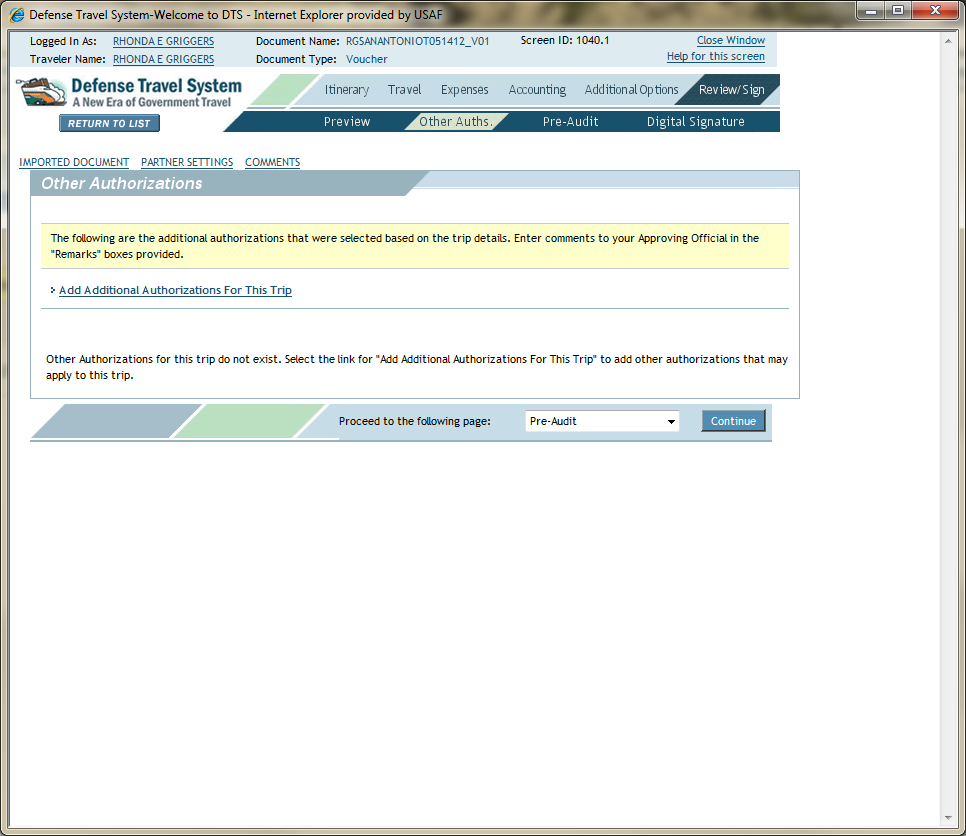 Defense Travel System-Welcome to DTS - Internet Explorer provided by USAF
Logged In As: RHONDA E GRIGGERS Document Name: RGSANANTONIOT051412_V01 Screen ID: 1040.1 Close Window
Traveler Name: RHONDA E GRIGGERS Document Type: Voucher Help for this screen
Defense Travel System
A New Era of Government Travel
RETURN TO LIST
Itinerary Travel Expenses Accounting Additional Options Review/Sign
Preview Other Auths. Pre-Audit Digital Signature
IMPORTED DOCUMENT PARTNER SETTINGS COMMENTS
Other Authorizations
The following are the additional authorizations that were selected based on the trip details. Enter comments to your Approving Official in the
"Remarks" boxes provided.
Add Additional Authorizations For This Trip
Other Authorizations for this trip do not exist. Select the link for "Add Additional Authorizations For This Trip" to add other authorizations that may
apply to this trip.
Proceed to the following page: Pre-Audit Continue